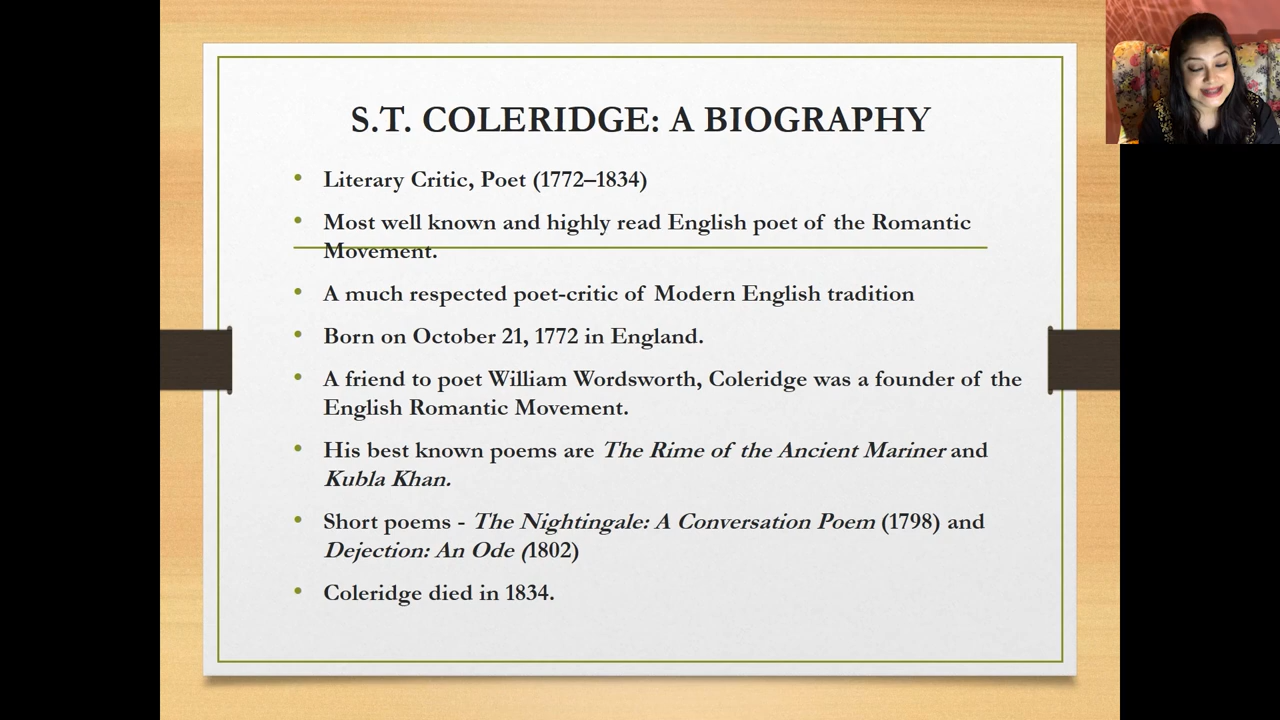 S.T. COLERIDGE: A BIOGRAPHY
• Literary Critic, Poet (1772–1834)
• Most well known and highly read English poet of the Romantic
Movement.
• A much respected poet-critic of Modern English tradition
• Born on October 21, 1772 in England.
• A friend to poet William Wordsworth, Coleridge was a founder of the
English Romantic Movement.
• His best known poems are The Rime of the Ancient Mariner and
Kubla Khan.
• Short poems - The Nightingale: A Conversation Poem (1798) and
Dejection: An Ode (1802)
• Coleridge died in 1834.